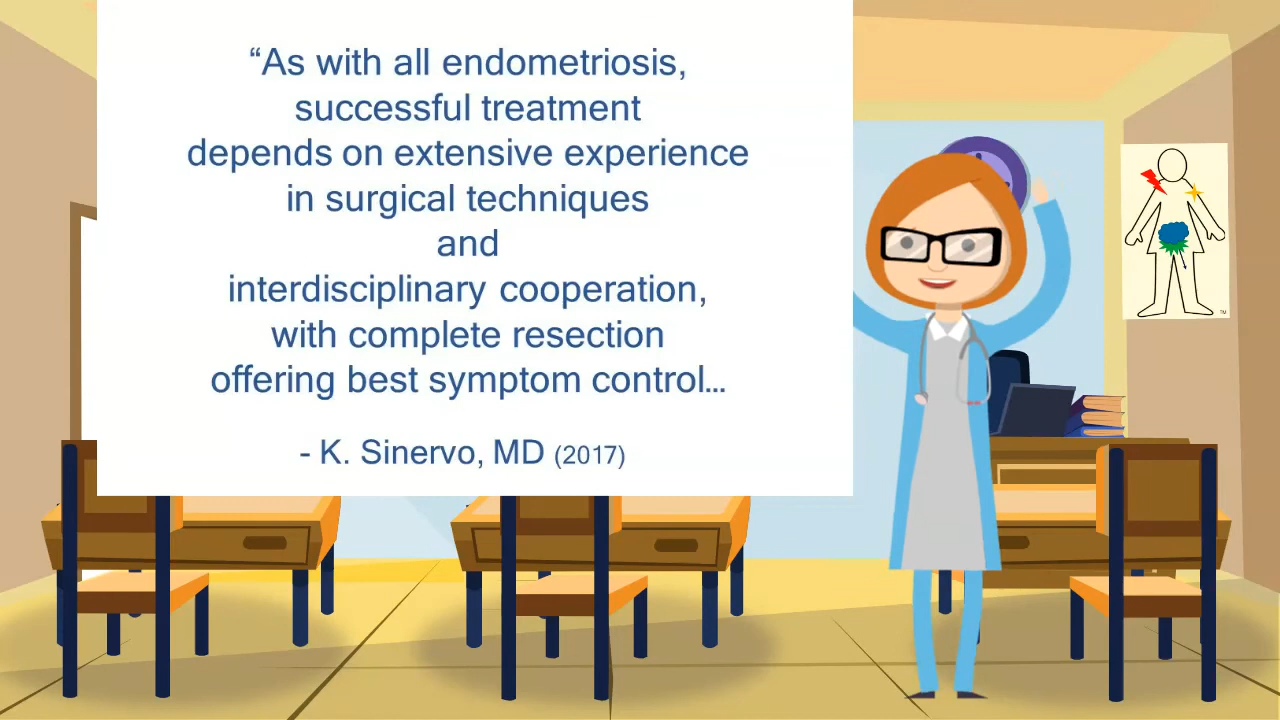 “As with all endometriosis,
successful treatment
depends on extensive experience
in surgical techniques
and
interdisciplinary cooperation,
with complete resection
offering best symptom control…
- K. Sinervo, MD (2017)
TM